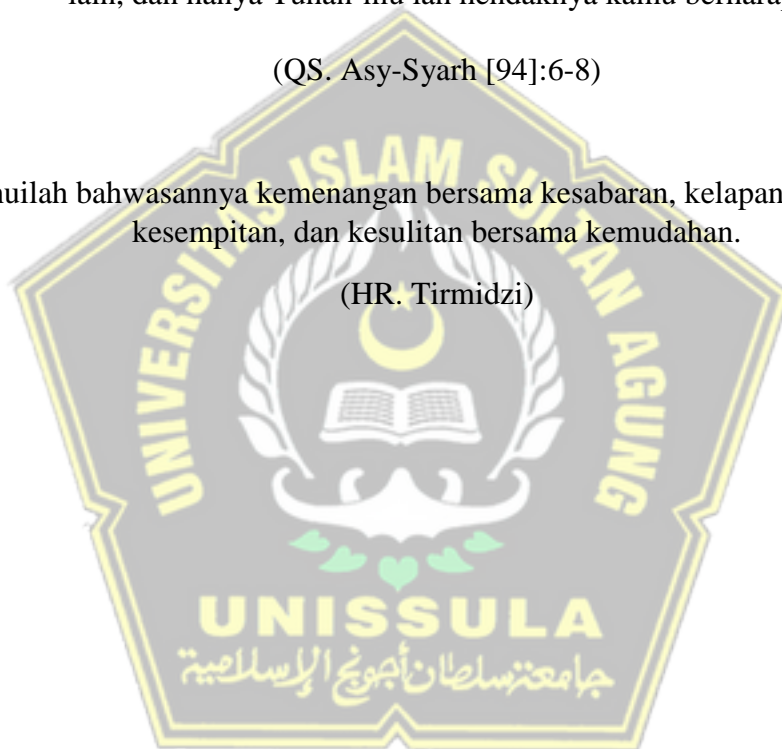 (QS. Asy-Syarh [94]:6-8)
bahwasannya kemenangan bersama kesabaran,
kesempitan, dan kesulitan bersama kemudahan.
(HR. Tirmidzi)
UNIVERSITAS ISLAM SULTAN AGUNG
UNISSULA
جامعة سلطان أجونج الإسلامية